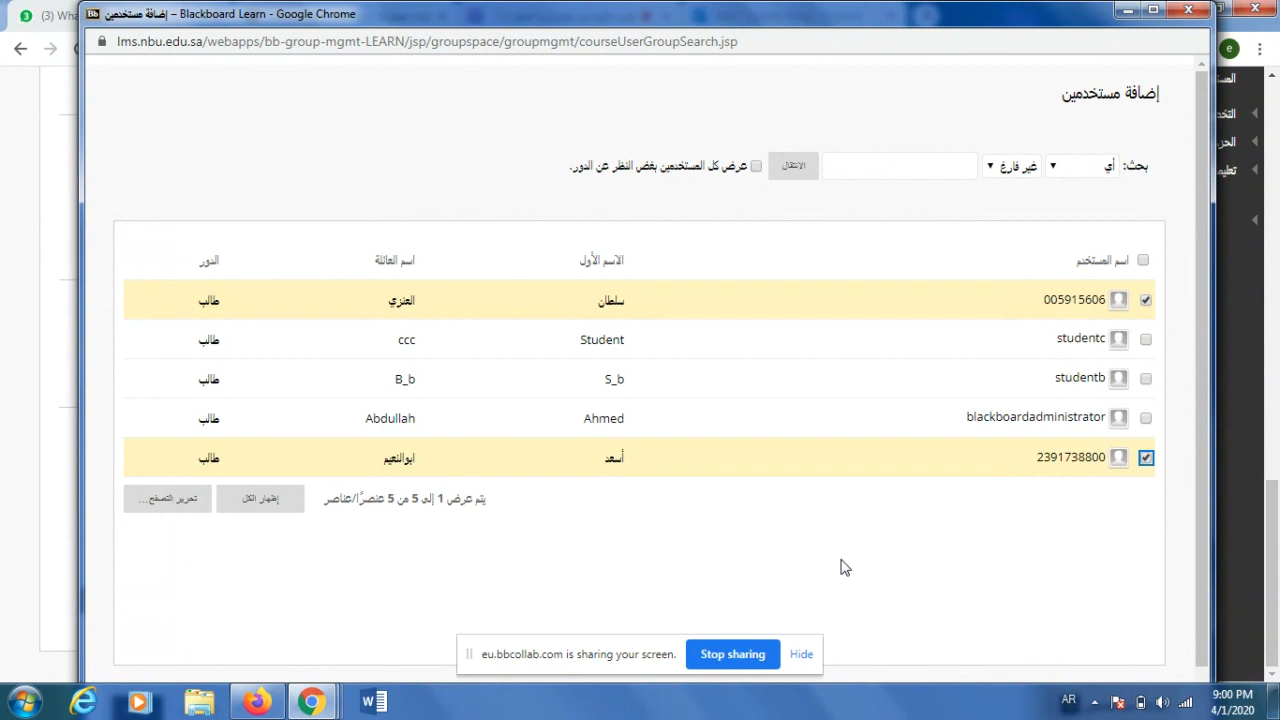 3 (1) Wha
إضافة مستخدمين – Blackboard Learn - Google Chrome
lms.nbu.edu.sa/webapps/bb-group-mgmt-LEARN/jsp/groupspace/groupmgmt/courseUserGroupSearch.jsp
e
إضافة مستخدمين
بحث: أي غير فارغ الانتقال عرض كل المستخدمين بغض النظر عن الدور.
اسم المستخدم الاسم الأول اسم العائلة الدور
005915606 سلطان العنزي طالب
studentc Student ccc طالب
studentb S_b B_b طالب
blackboardadministrator Ahmed Abdullah طالب
2391738800 أسعد ابوالنعيم طالب
يتم عرض 1 إلى 5 من 5 عنصرًا/عناصر إظهار الكل تحرير التصفح...
eu.bbcollab.com is sharing your screen. Stop sharing Hide
AR 9:00 PM
4/1/2020